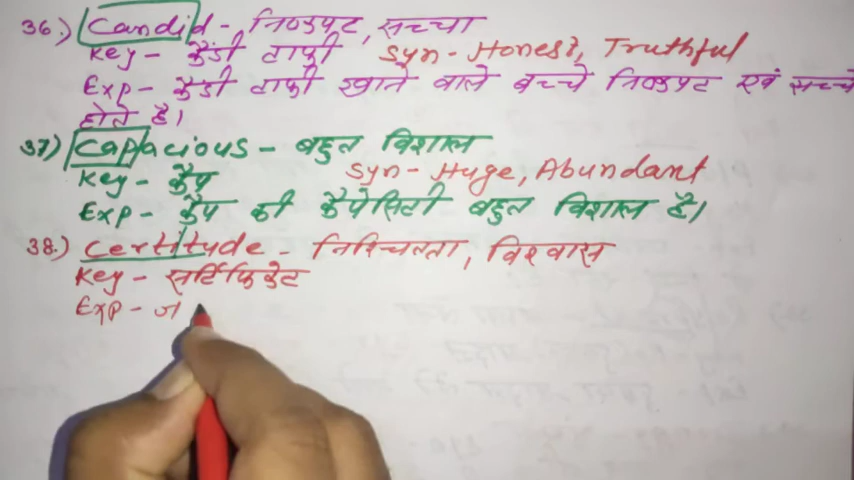 36.) Candid - निष्कपट, सच्चा
Key - कैंडी टाफी Syn - Honest, Truthful
Exp - कैंडी टाफी खाने वाले बच्चे निष्कपट एवं सच्चे
होते है।
37) Capacious - बहुत विशाल
Key - कैप Syn - Huge, Abundant
Exp - कैप की कैपेसिटी बहुत विशाल है।
38.) Certitude - निश्चितता, विश्वास
Key - सर्टिफिकेट
Exp - ज